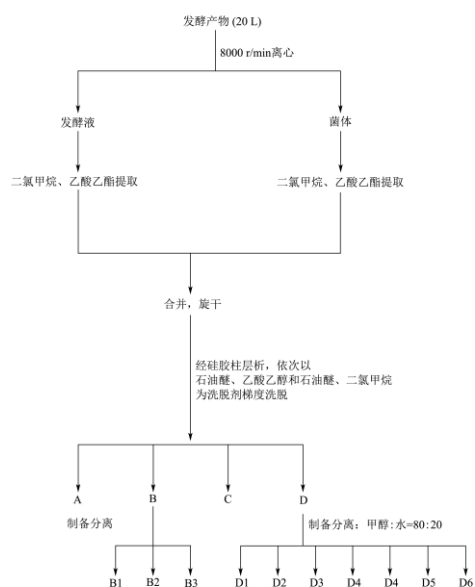 发酵产物 (20 L)
8000 r/min离心
发酵液
菌体
二氯甲烷、乙酸乙酯提取
二氯甲烷、乙酸乙酯提取
合并，旋干
经硅胶柱层析，依次以
石油醚、乙酸乙醇和石油醚、二氯甲烷
为洗脱剂梯度洗脱
A B C D
制备分离
制备分离：甲醇:水=80:20
B1 B2 B3 D1 D2 D3 D4 D4 D5 D6